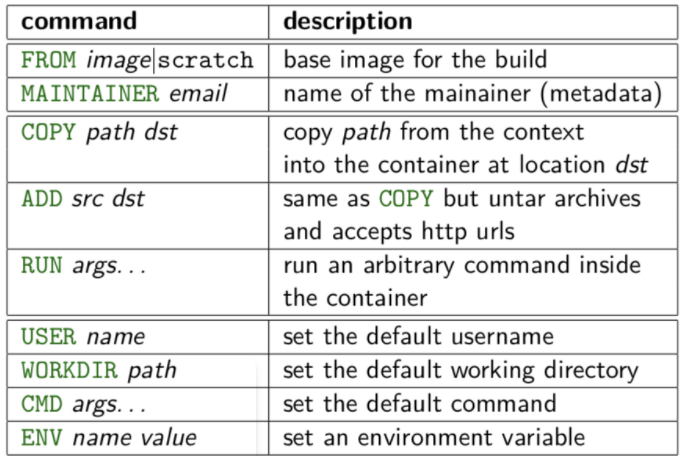 command description
FROM image|scratch base image for the build
MAINTAINER email name of the mainainer (metadata)
COPY path dst copy path from the context
into the container at location dst
ADD src dst same as COPY but untar archives
and accepts http urls
RUN args... run an arbitrary command inside
the container
USER name set the default username
WORKDIR path set the default working directory
CMD args... set the default command
ENV name value set an environment variable